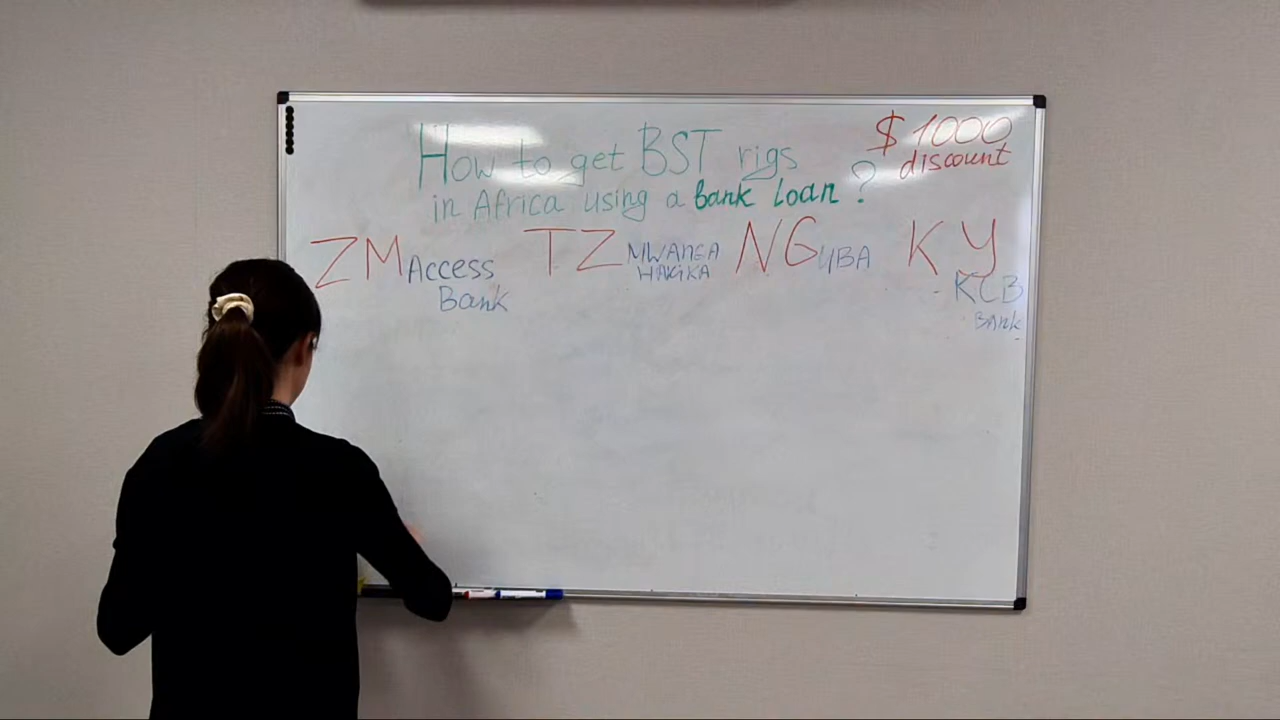 How to get BST rigs
in Africa using a bank loan?
$1000
discount
ZM Access
Bank
TZ MWANGA
HAKIKA
NG UBA
KY
KCB
BANK